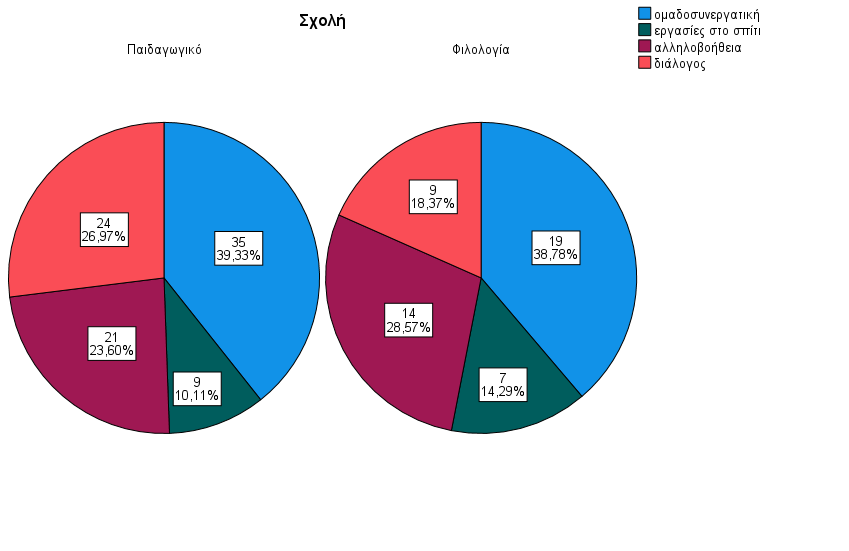 Σχολή
Παιδαγωγικό
Φιλολογία
ομαδοσυνεργατική
εργασίες στο σπίτι
αλληλοβοήθεια
διάλογος
24
26,97%
35
39,33%
21
23,60%
9
10,11%
9
18,37%
19
38,78%
14
28,57%
7
14,29%